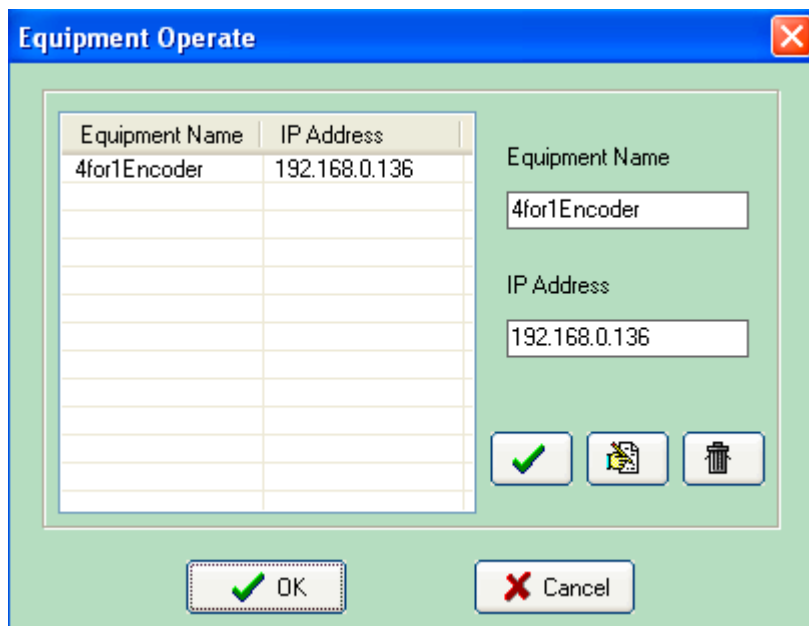 Equipment Operate
Equipment Name IP Address
4for1Encoder 192.168.0.136
Equipment Name
4for1Encoder
IP Address
192.168.0.136
OK Cancel